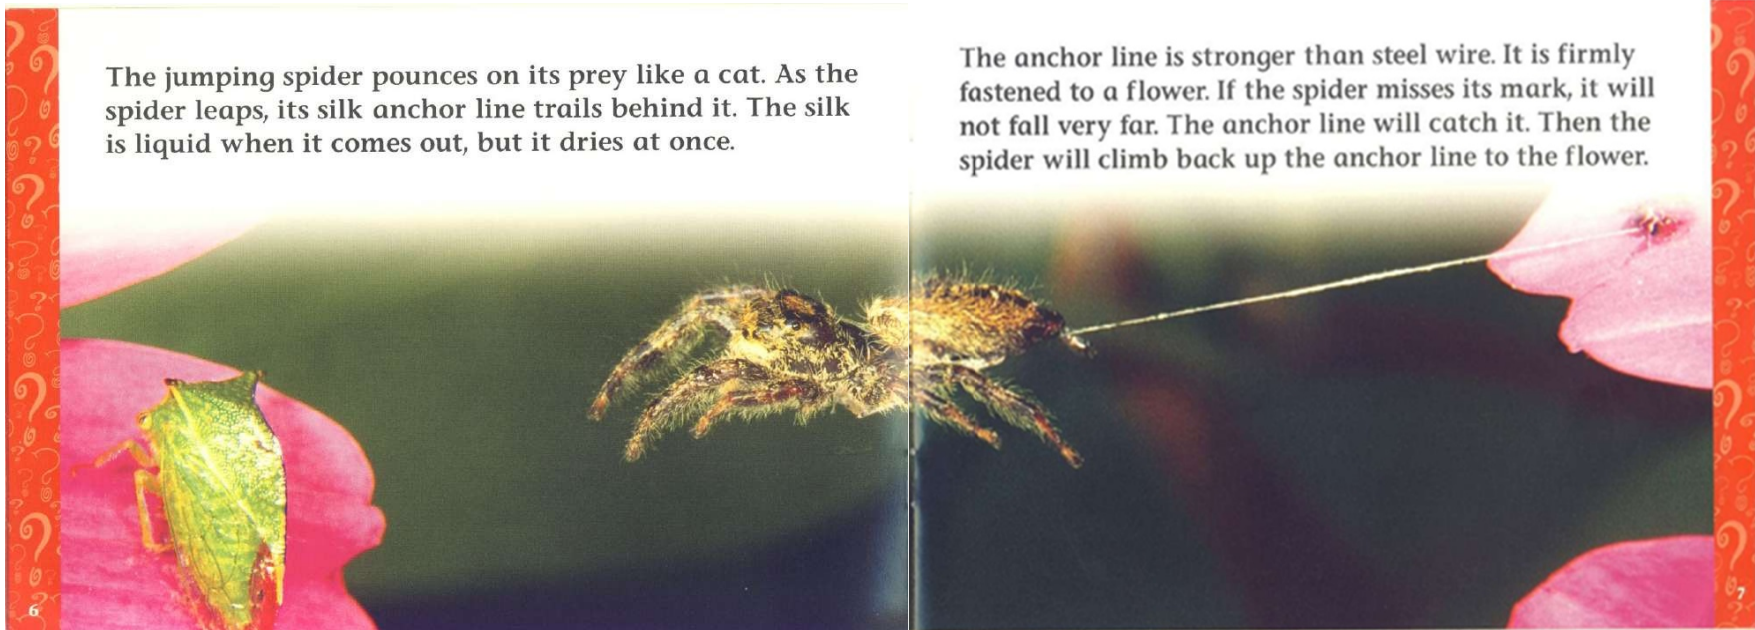 The jumping spider pounces on its prey like a cat. As the
spider leaps, its silk anchor line trails behind it. The silk
is liquid when it comes out, but it dries at once.
6
The anchor line is stronger than steel wire. It is firmly
fastened to a flower. If the spider misses its mark, it will
not fall very far. The anchor line will catch it. Then the
spider will climb back up the anchor line to the flower.
7